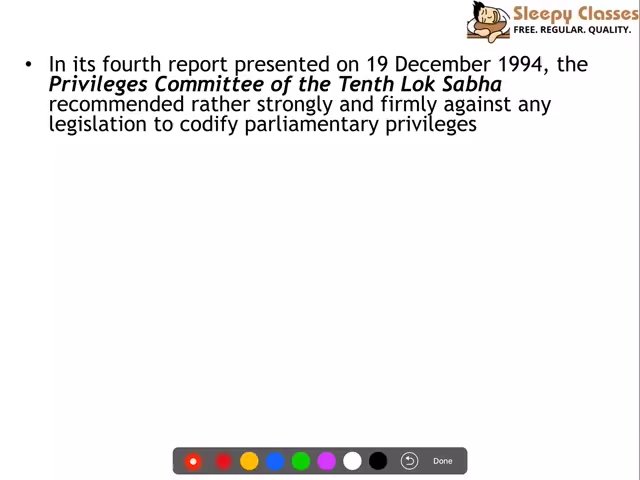 Sleepy Classes
FREE. REGULAR. QUALITY.
• In its fourth report presented on 19 December 1994, the
Privileges Committee of the Tenth Lok Sabha
recommended rather strongly and firmly against any
legislation to codify parliamentary privileges
Done